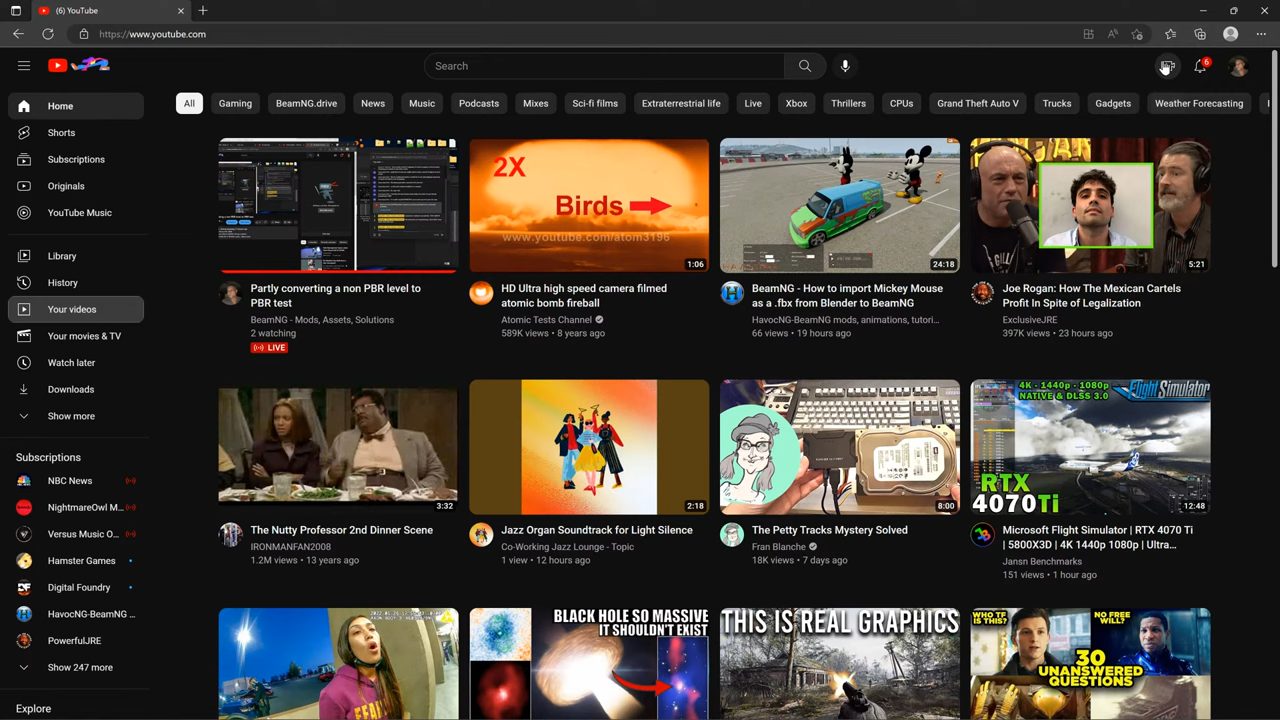 (6) YouTube
https://www.youtube.com
Search
6
Home
Shorts
Subscriptions
Originals
YouTube Music
Library
History
Your videos
Your movies & TV
Watch later
Downloads
Show more
Subscriptions
NBC News
NightmareOwl M...
Versus Music O...
Hamster Games
Digital Foundry
HavocNG-BeamNG ...
PowerfulJRE
Show 247 more
Explore
All
Gaming
BeamNG.drive
News
Music
Podcasts
Mixes
Sci-fi films
Extraterrestrial life
Live
Xbox
Thrillers
CPUs
Grand Theft Auto V
Trucks
Gadgets
Weather Forecasting
Partly converting a non PBR level to
PBR test
BeamNG - Mods, Assets, Solutions
2 watching
LIVE
2X
Birds
www.youtube.com/atom3196
1:06
HD Ultra high speed camera filmed
atomic bomb fireball
Atomic Tests Channel
589K views • 8 years ago
24:18
BeamNG - How to import Mickey Mouse
as a .fbx from Blender to BeamNG
HavocNG-BeamNG mods, animations, tutori...
66 views • 19 hours ago
5:21
Joe Rogan: How The Mexican Cartels
Profit In Spite of Legalization
ExclusiveJRE
397K views • 23 hours ago
3:32
The Nutty Professor 2nd Dinner Scene
IRONMANFAN2008
1.2M views • 13 years ago
2:18
Jazz Organ Soundtrack for Light Silence
Co-Working Jazz Lounge - Topic
1 view • 12 hours ago
8:00
The Petty Tracks Mystery Solved
Fran Blanche
18K views • 7 days ago
4K - 1440p - 1080p
NATIVE & DLSS 3.0
Flight Simulator
RTX
4070Ti
12:48
Microsoft Flight Simulator | RTX 4070 Ti
| 5800X3D | 4K 1440p 1080p | Ultra...
Jansn Benchmarks
151 views • 1 hour ago
BLACK HOLE SO MASSIVE
IT SHOULDN'T EXIST
THIS IS REAL GRAPHICS
WHO TF
IS THIS?
NO FREE
WILL?
30
UNANSWERED
QUESTIONS